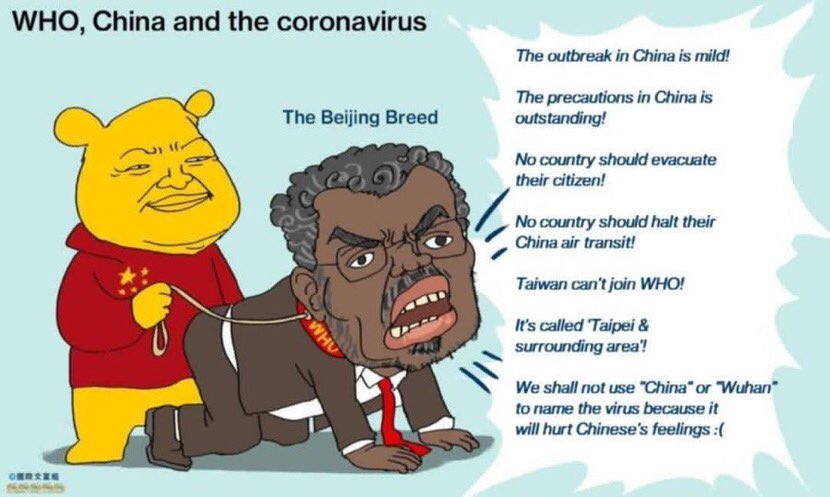 WHO, China and the coronavirus
The Beijing Breed
The outbreak in China is mild!
The precautions in China is
outstanding!
No country should evacuate
their citizen!
No country should halt their
China air transit!
Taiwan can't join WHO!
It's called 'Taipei &
surrounding area'!
We shall not use "China" or "Wuhan"
to name the virus because it
will hurt Chinese's feelings :(
WHO
©國際文宣組